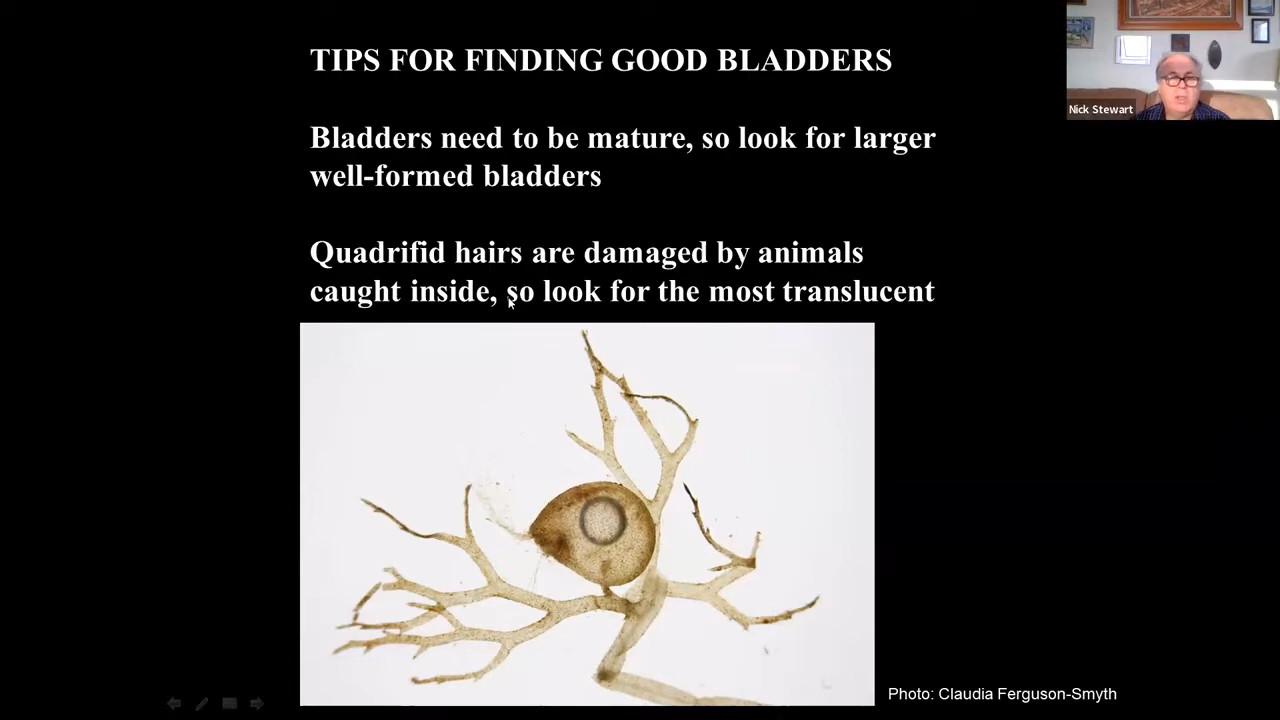 TIPS FOR FINDING GOOD BLADDERS
Bladders need to be mature, so look for larger
well-formed bladders
Quadrifid hairs are damaged by animals
caught inside, so look for the most translucent
Photo: Claudia Ferguson-Smyth
Nick Stewart